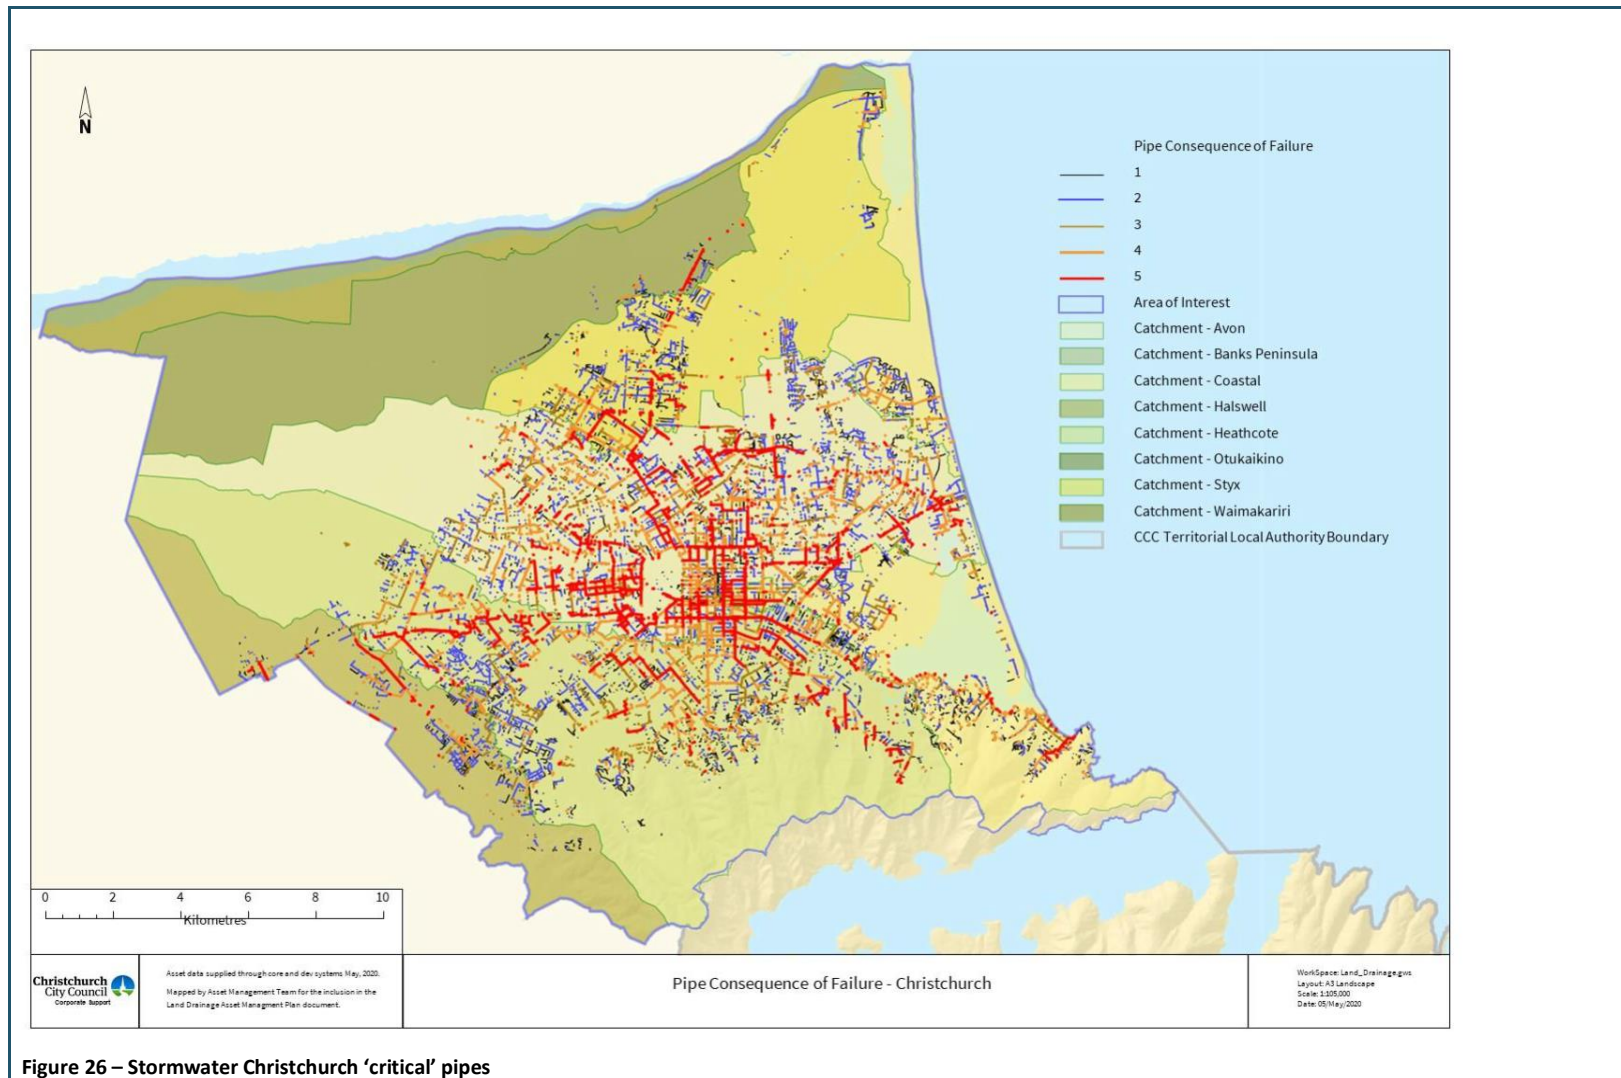 N
Pipe Consequence of Failure
1
2
3
4
5
Area of Interest
Catchment - Avon
Catchment - Banks Peninsula
Catchment - Coastal
Catchment - Halswell
Catchment - Heathcote
Catchment - Otukaikino
Catchment - Styx
Catchment - Waimakariri
CCC Territorial Local Authority Boundary
0 2 4 6 8 10
Kilometres
Christchurch
City Council
Corporate Support
Asset data supplied through core and dev systems May, 2020.
Mapped by Asset Management Team for the inclusion in the
Land Drainage Asset Managment Plan document.
Pipe Consequence of Failure - Christchurch
WorkSpace: Land_Drainage.gws
Layout: A3 Landscape
Scale: 1:105,000
Date: 05/May/2020
Figure 26 – Stormwater Christchurch ‘critical’ pipes